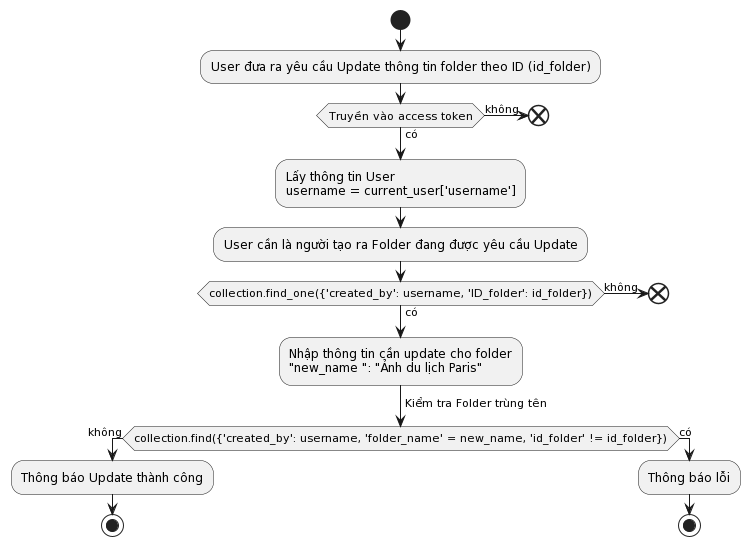 User đưa ra yêu cầu Update thông tin folder theo ID (id_folder)
Truyền vào access token
không
có
Lấy thông tin User
username = current_user['username']
User cần là người tạo ra Folder đang được yêu cầu Update
collection.find_one({'created_by': username, 'ID_folder': id_folder})
không
có
Nhập thông tin cần update cho folder
"new_name ": "Ảnh du lịch Paris"
Kiểm tra Folder trùng tên
không
collection.find({'created_by': username, 'folder_name' = new_name, 'id_folder' != id_folder})
có
Thông báo Update thành công
Thông báo lỗi